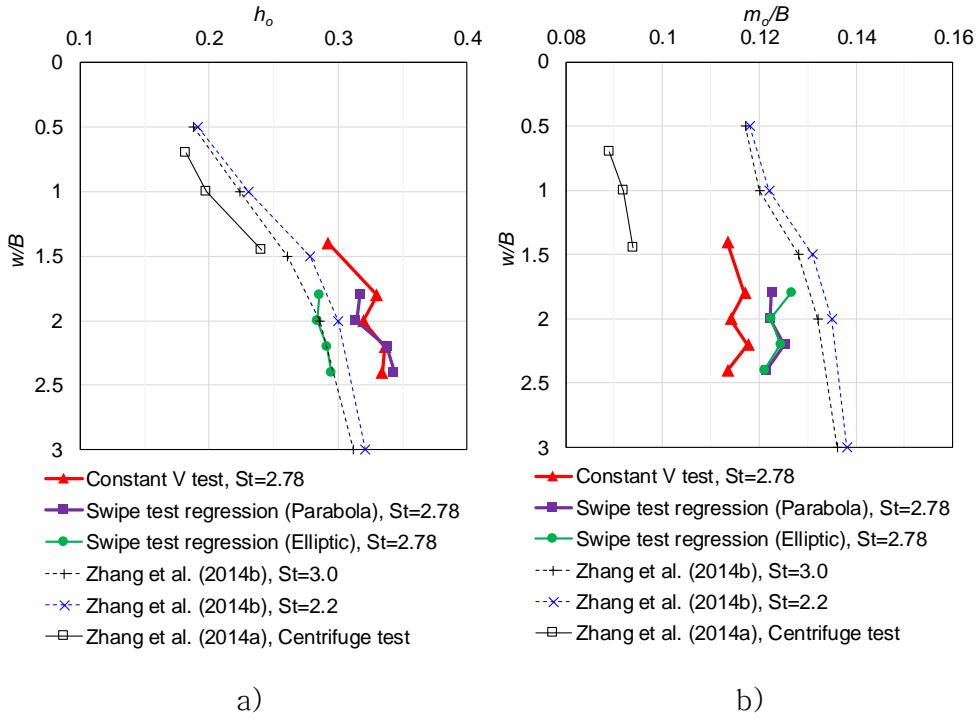 h_o
0.1 0.2 0.3 0.4
0
0.5
1
1.5
2
2.5
3
w/B
Constant V test, St=2.78
Swipe test regression (Parabola), St=2.78
Swipe test regression (Elliptic), St=2.78
Zhang et al. (2014b), St=3.0
Zhang et al. (2014b), St=2.2
Zhang et al. (2014a), Centrifuge test
a)
m_o/B
0.08 0.1 0.12 0.14 0.16
0
0.5
1
1.5
2
2.5
3
w/B
Constant V test, St=2.78
Swipe test regression (Parabola), St=2.78
Swipe test regression (Elliptic), St=2.78
Zhang et al. (2014b), St=3.0
Zhang et al. (2014b), St=2.2
Zhang et al. (2014a), Centrifuge test
b)